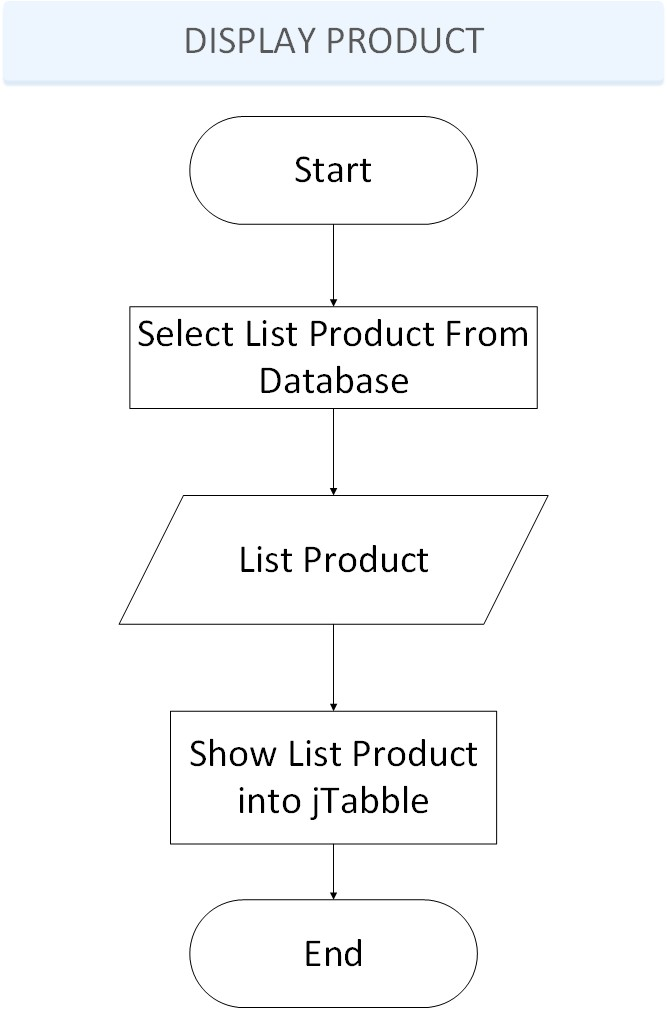 DISPLAY PRODUCT
Start
Select List Product From
Database
List Product
Show List Product
into jTabble
End